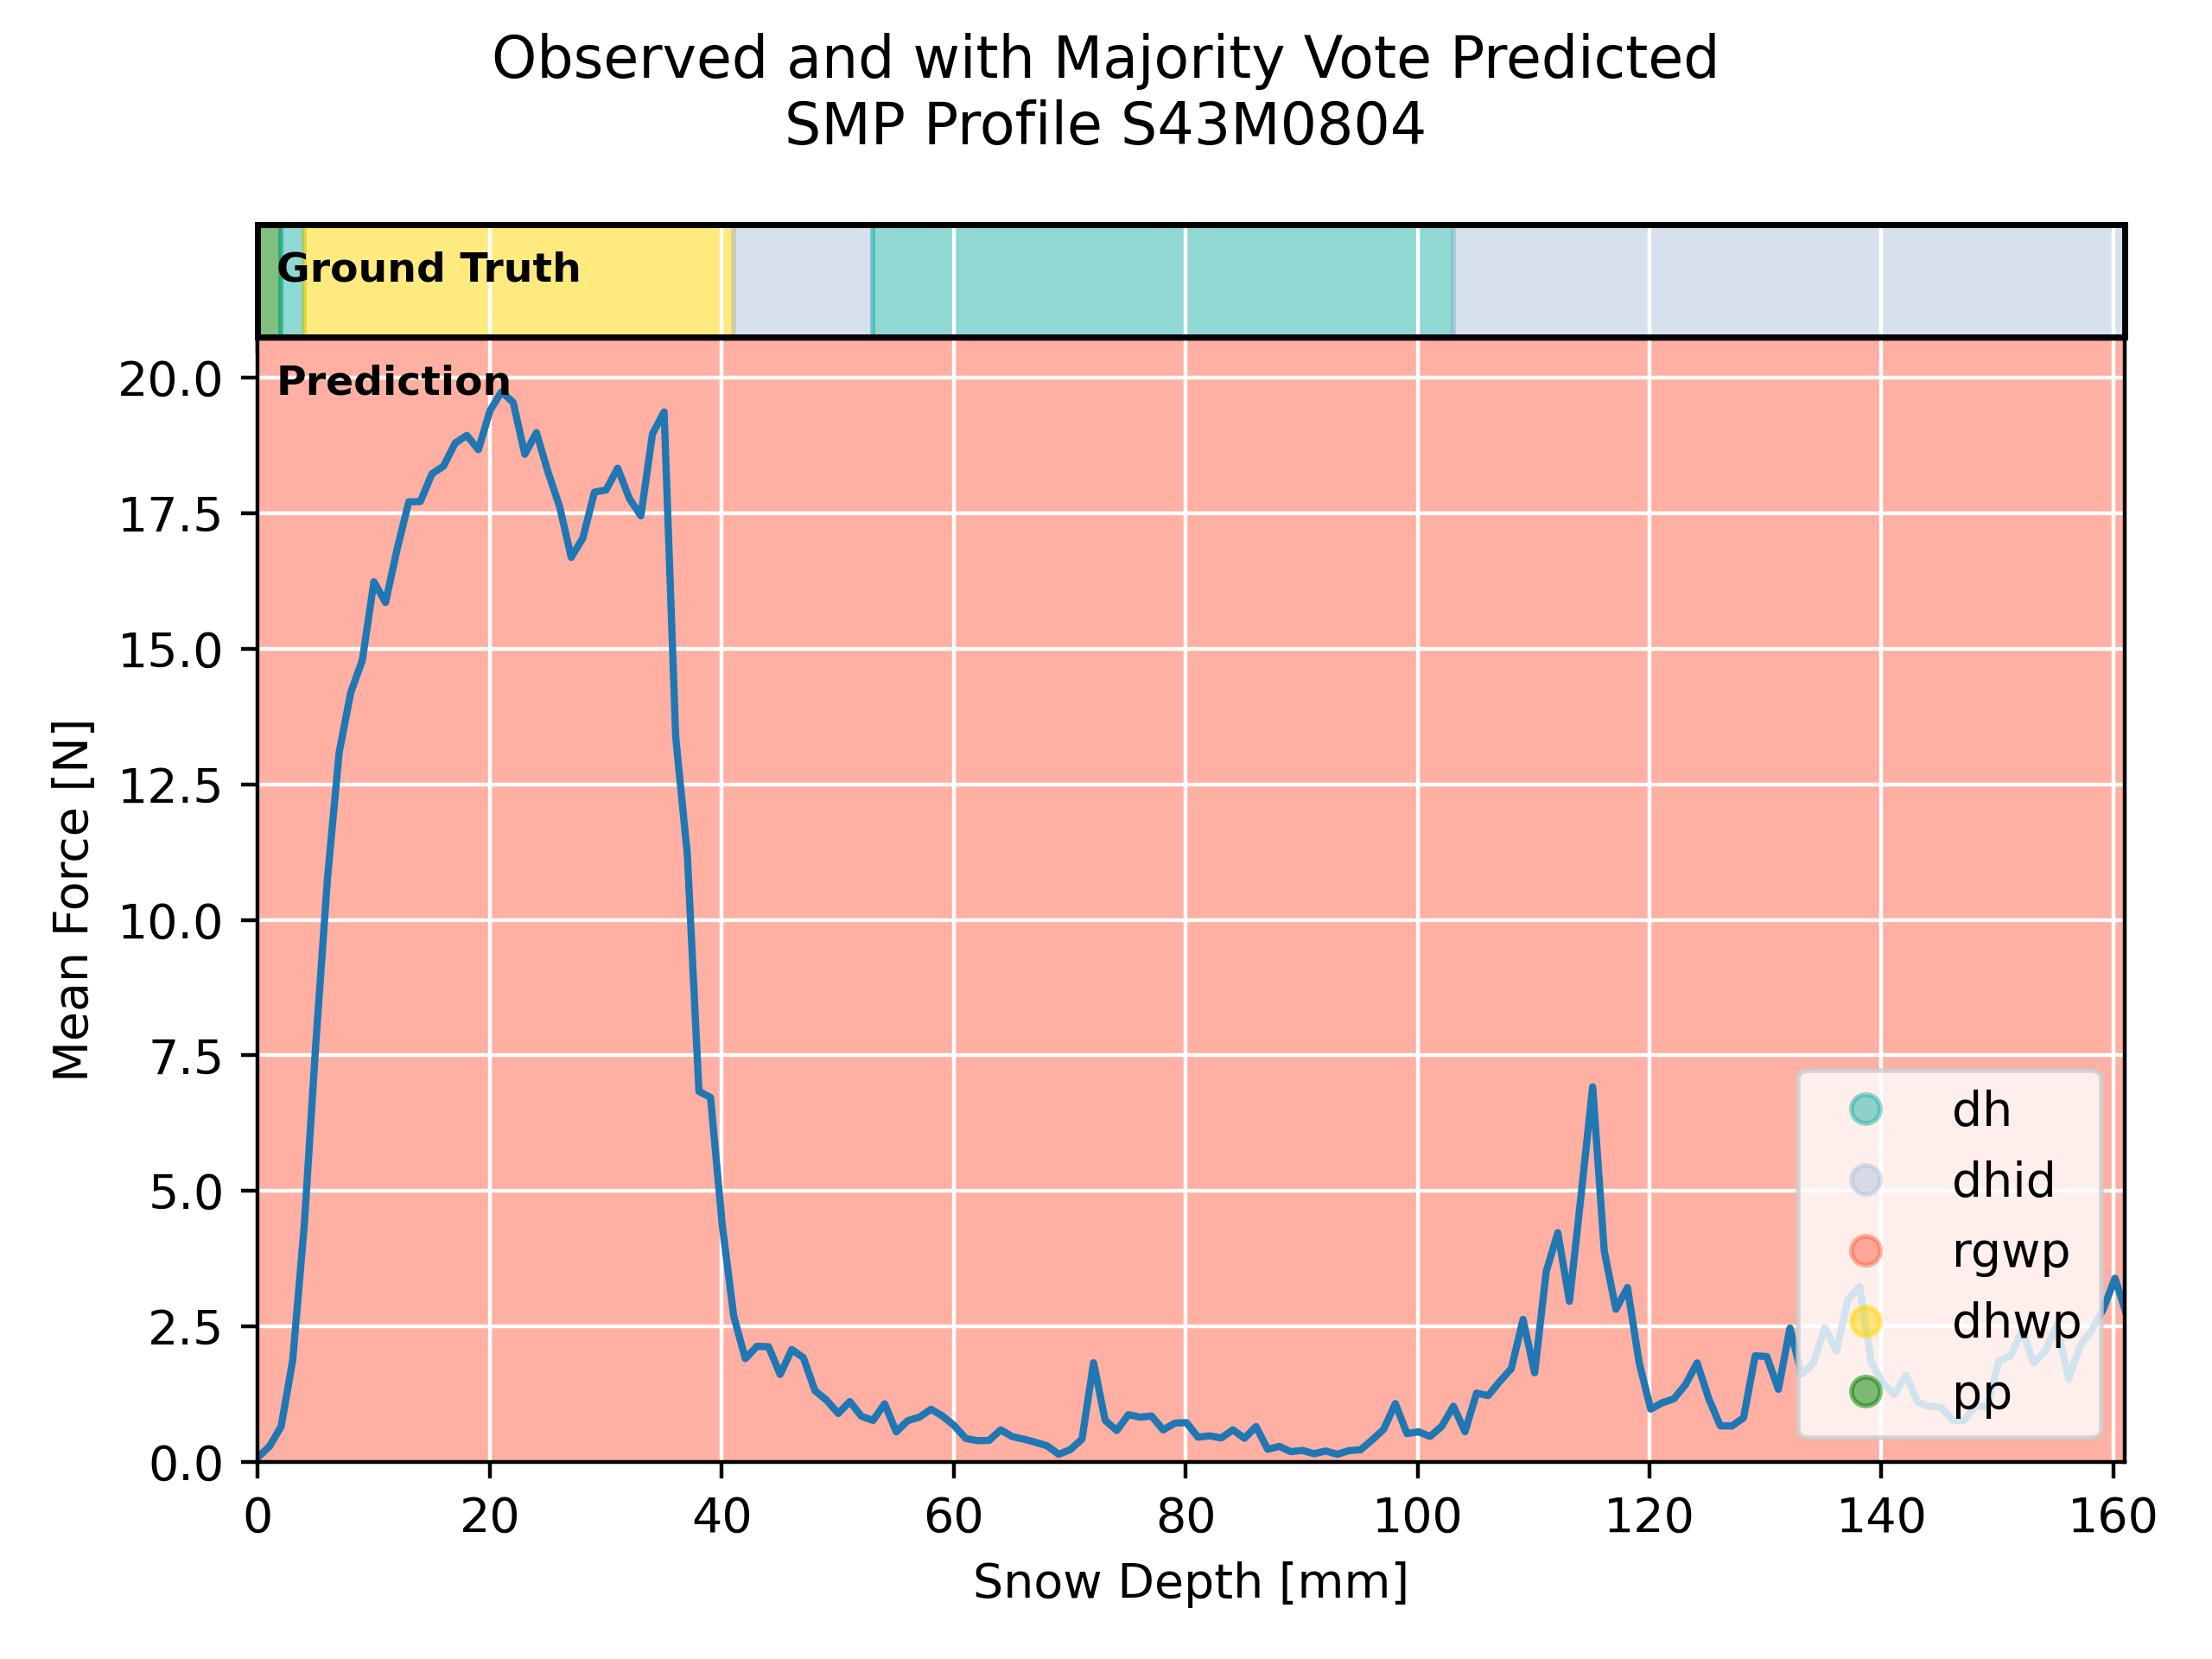 Observed and with Majority Vote Predicted
SMP Profile S43M0804
Ground Truth
Prediction
20.0
17.5
15.0
12.5
10.0
7.5
5.0
2.5
0.0
Mean Force [N]
dh
dhid
rgwp
dhwp
pp
0 20 40 60 80 100 120 140 160
Snow Depth [mm]